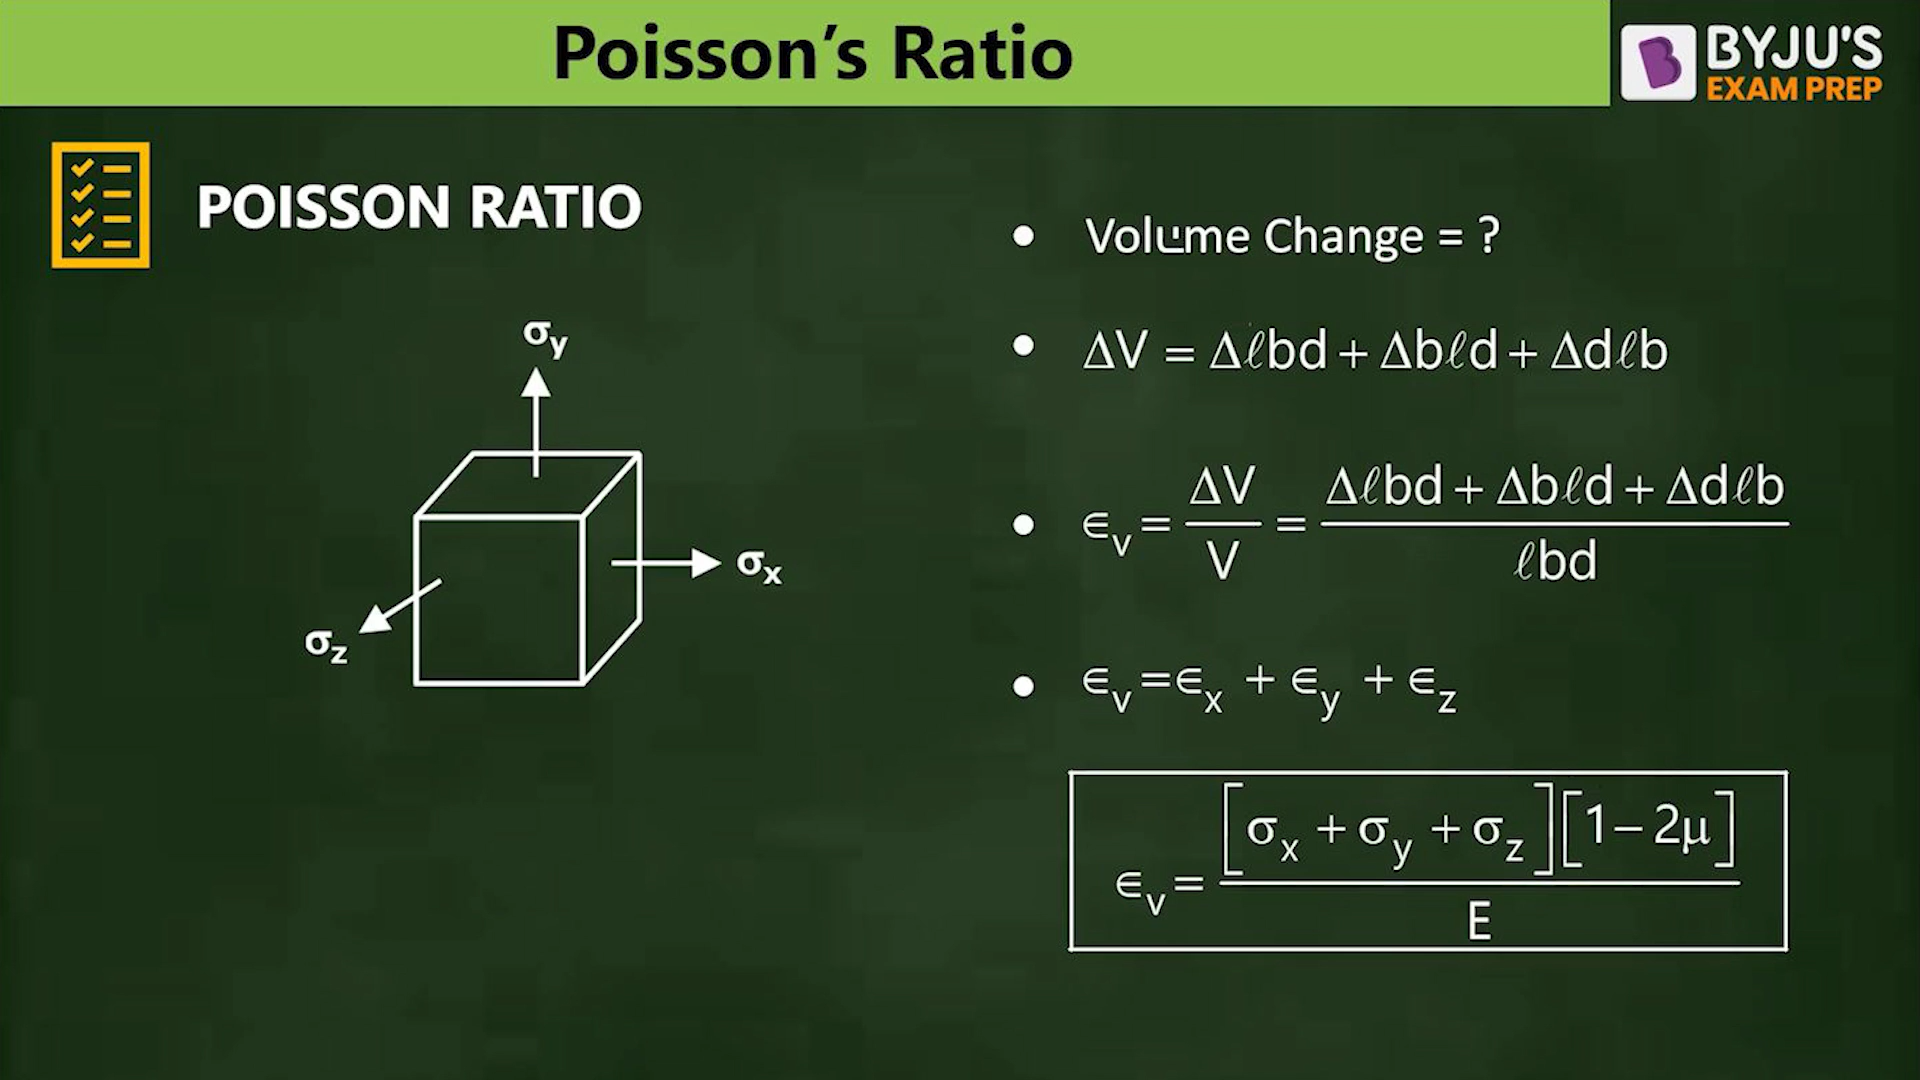 Poisson’s Ratio
BYJU'S
EXAM PREP
POISSON RATIO
σy
σx
σz
• Volume Change = ?
• ΔV = Δℓbd + Δbℓd + Δdℓb
• ∈v = ΔV / V = Δℓbd + Δbℓd + Δdℓb / ℓbd
• ∈v = ∈x + ∈y + ∈z
∈v = [σx + σy + σz][1 – 2μ] / E